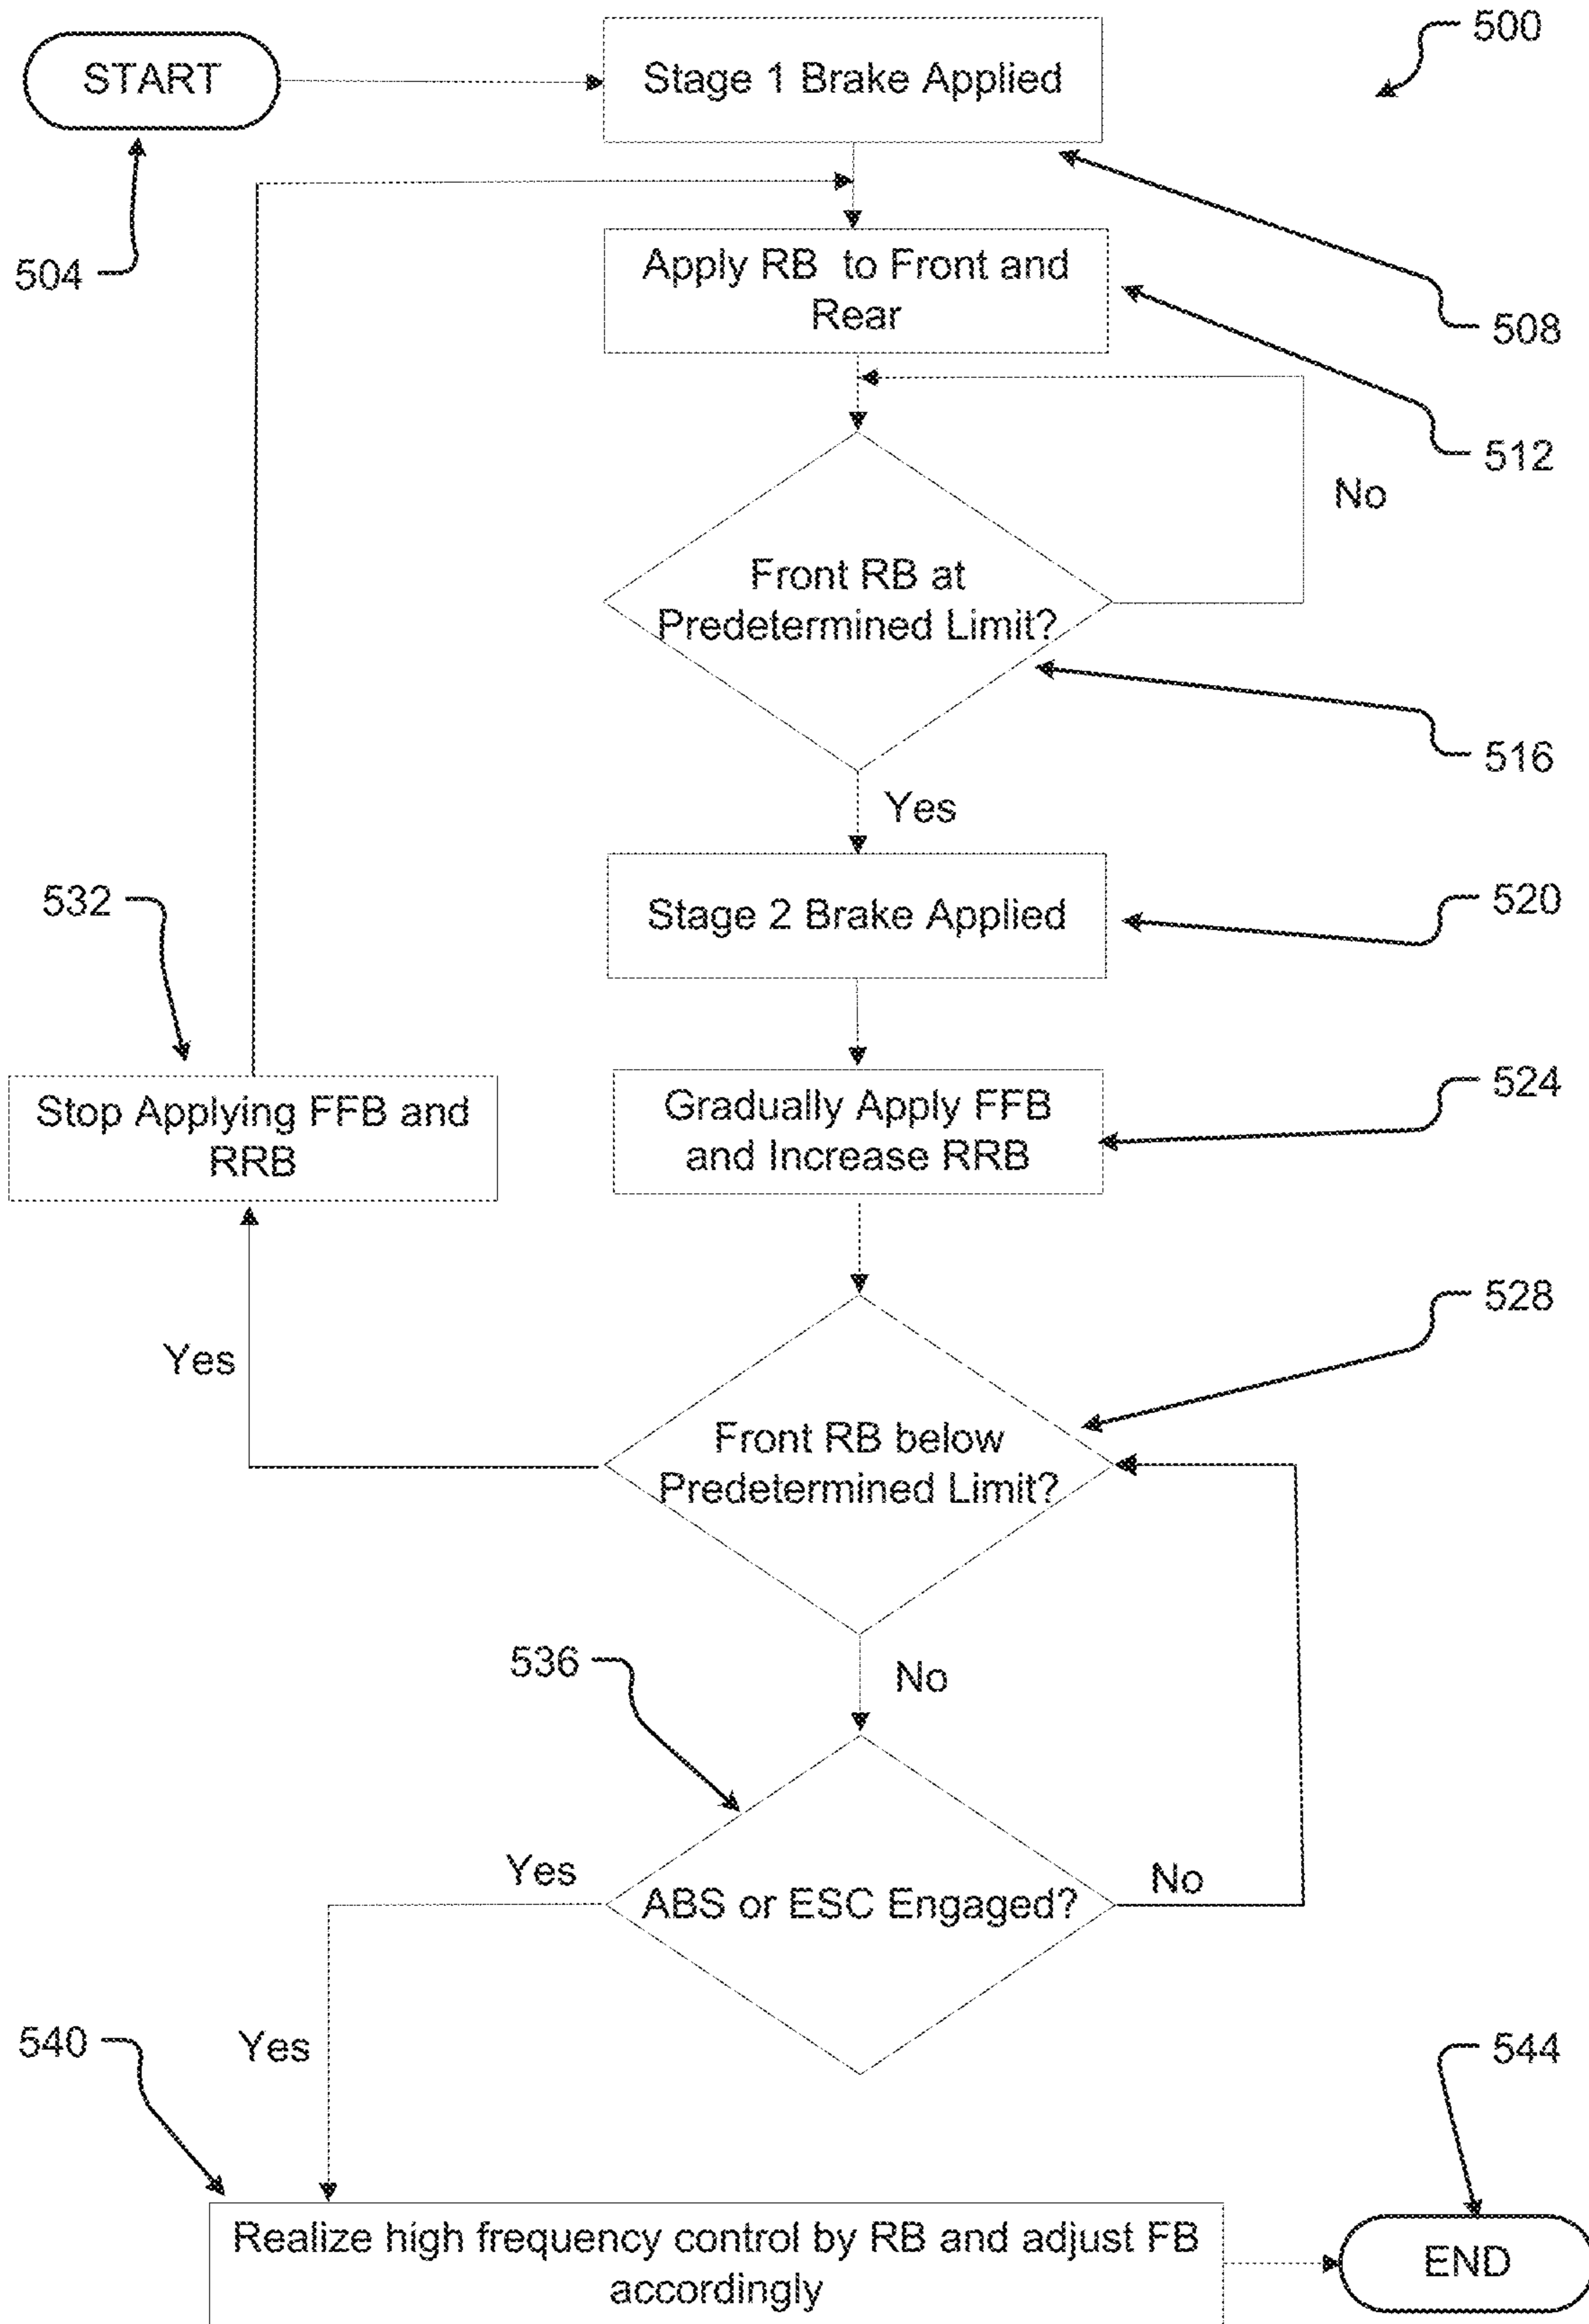 START
Stage 1 Brake Applied
500
504
Apply RB to Front and
Rear
508
512
No
Front RB at
Predetermined Limit?
516
Yes
532
Stage 2 Brake Applied
520
Stop Applying FFB and
RRB
Gradually Apply FFB
and Increase RRB
524
528
Yes
Front RB below
Predetermined Limit?
536
No
Yes
ABS or ESC Engaged?
No
540
Yes
544
Realize high frequency control by RB and adjust FB
accordingly
END